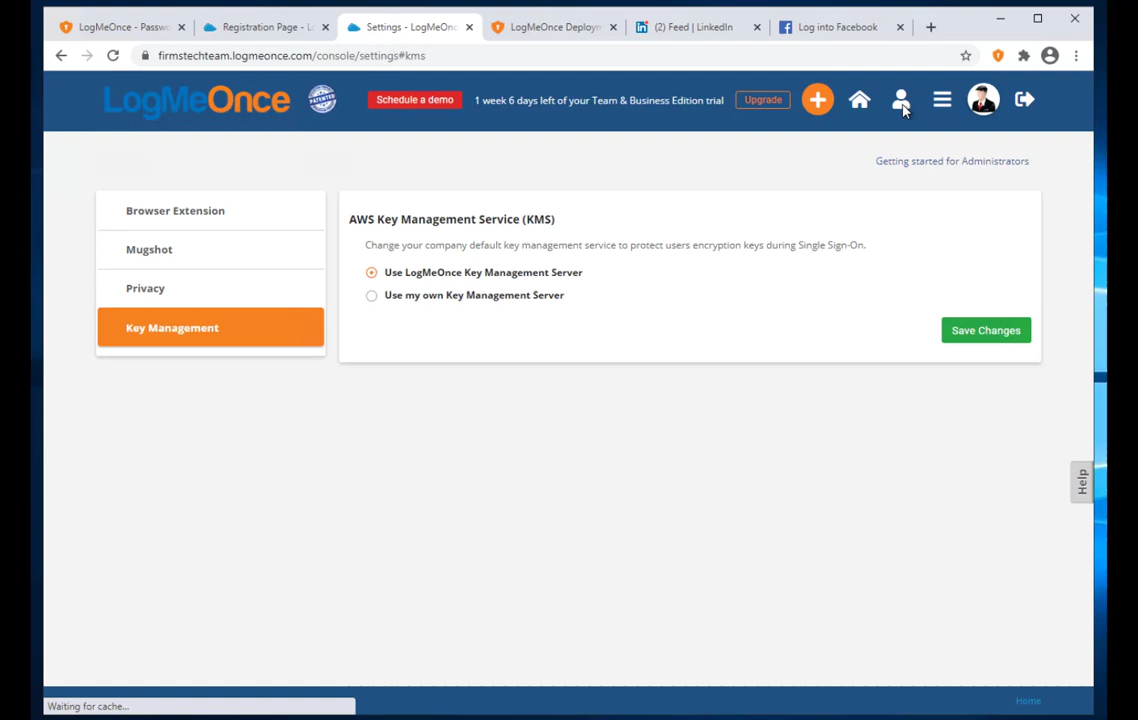 LogMeOnce - Passwo
Registration Page - Lo
Settings - LogMeOnc
LogMeOnce Deploym
(2) Feed | LinkedIn
Log into Facebook
firmstechteam.logmeonce.com/console/settings#kms
LogMeOnce
PATENTED
Schedule a demo
1 week 6 days left of your Team & Business Edition trial
Upgrade
Getting started for Administrators
Browser Extension
Mugshot
Privacy
Key Management
AWS Key Management Service (KMS)
Change your company default key management service to protect users encryption keys during Single Sign-On.
Use LogMeOnce Key Management Server
Use my own Key Management Server
Save Changes
Help
Home
Waiting for cache...